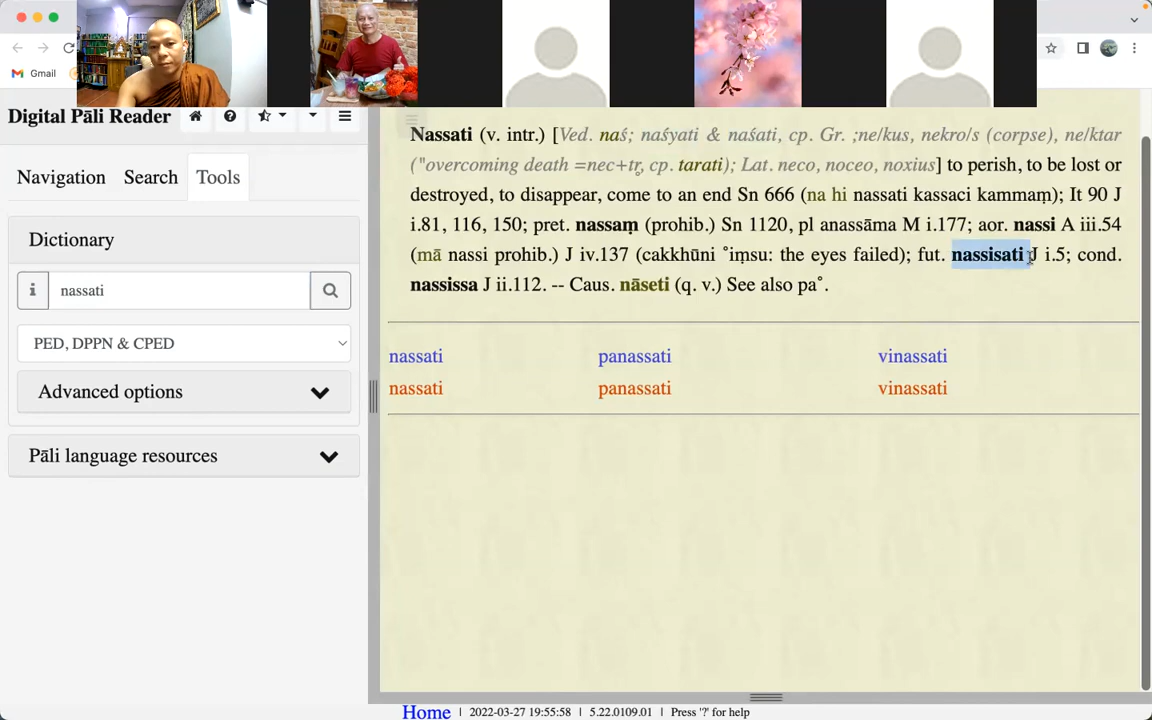 Gmail
Digital Pāli Reader
Navigation Search Tools
Dictionary
nassati
PED, DPPN & CPED
Advanced options
Pāli language resources
Nassati (v. intr.) [Ved. naś; naśyati & naśati, cp. Gr. ;ne/kus, nekro/s (corpse), ne/ktar
("overcoming death =nec+tr̥, cp. tarati); Lat. neco, noceo, noxius] to perish, to be lost or
destroyed, to disappear, come to an end Sn 666 (na hi nassati kassaci kammaṃ); It 90 J
i.81, 116, 150; pret. nassaṃ (prohib.) Sn 1120, pl anassāma M i.177; aor. nassi A iii.54
(mā nassi prohib.) J iv.137 (cakkhūni ˚iṃsu: the eyes failed); fut. nassisati J i.5; cond.
nassissa J ii.112. -- Caus. nāseti (q. v.) See also pa˚.
nassati panassati vinassati
nassati panassati vinassati
Home | 2022-03-27 19:55:58 | 5.22.0109.01 | Press '?' for help